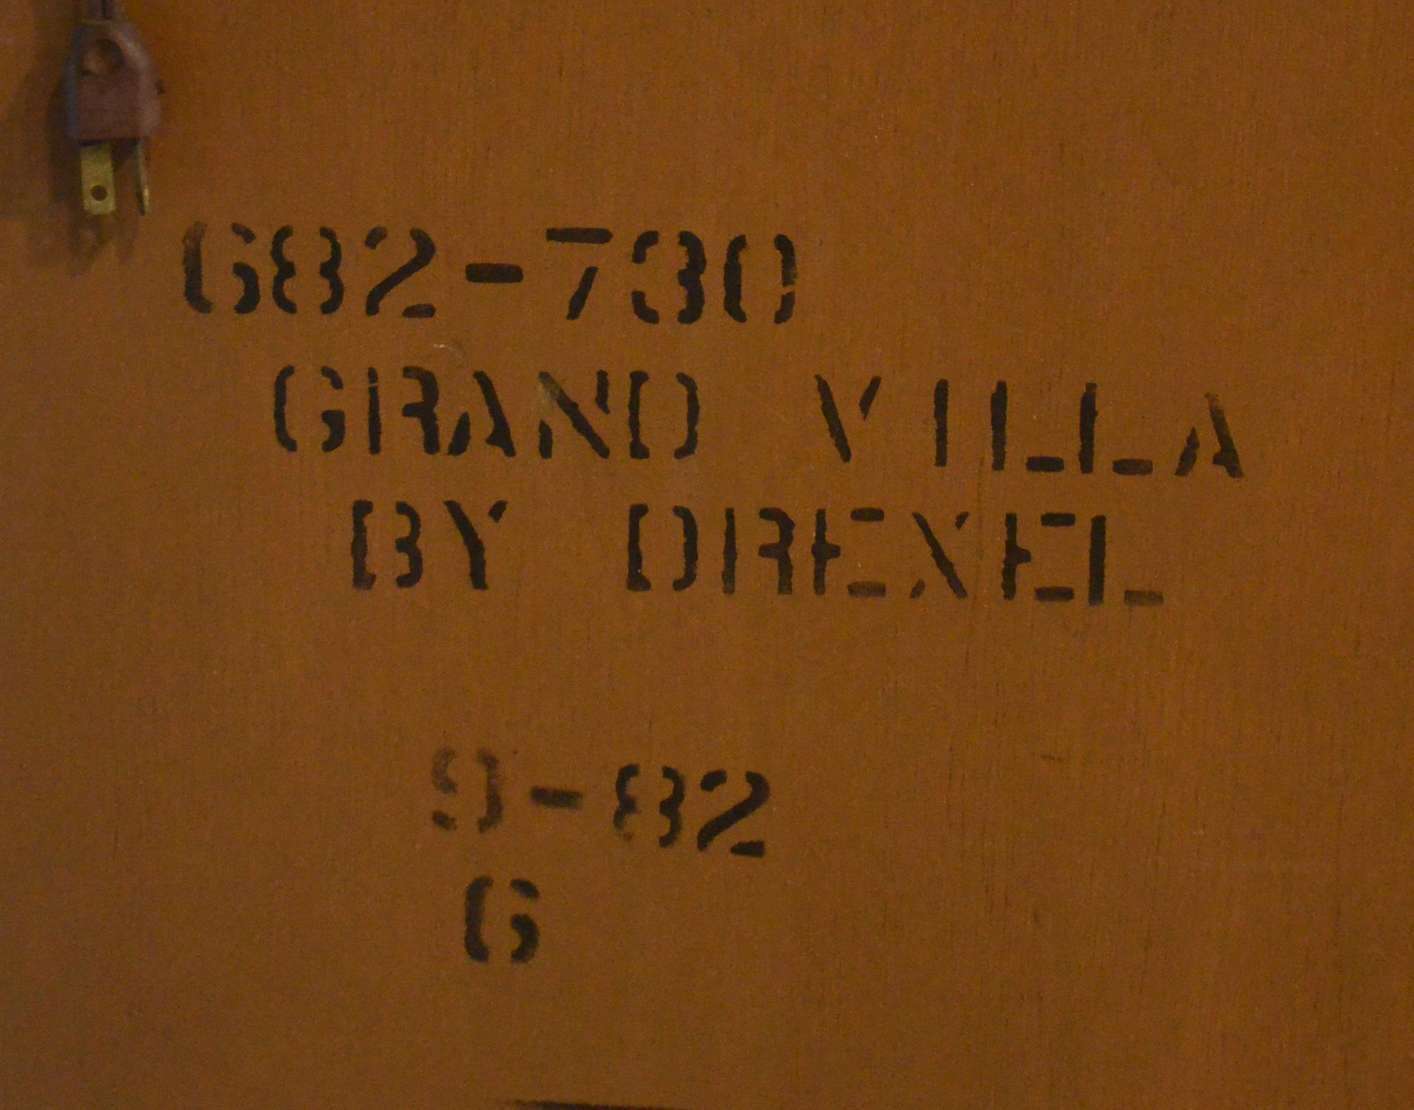 682-730
GRAND VILLA
BY DREXEL
9-82
6